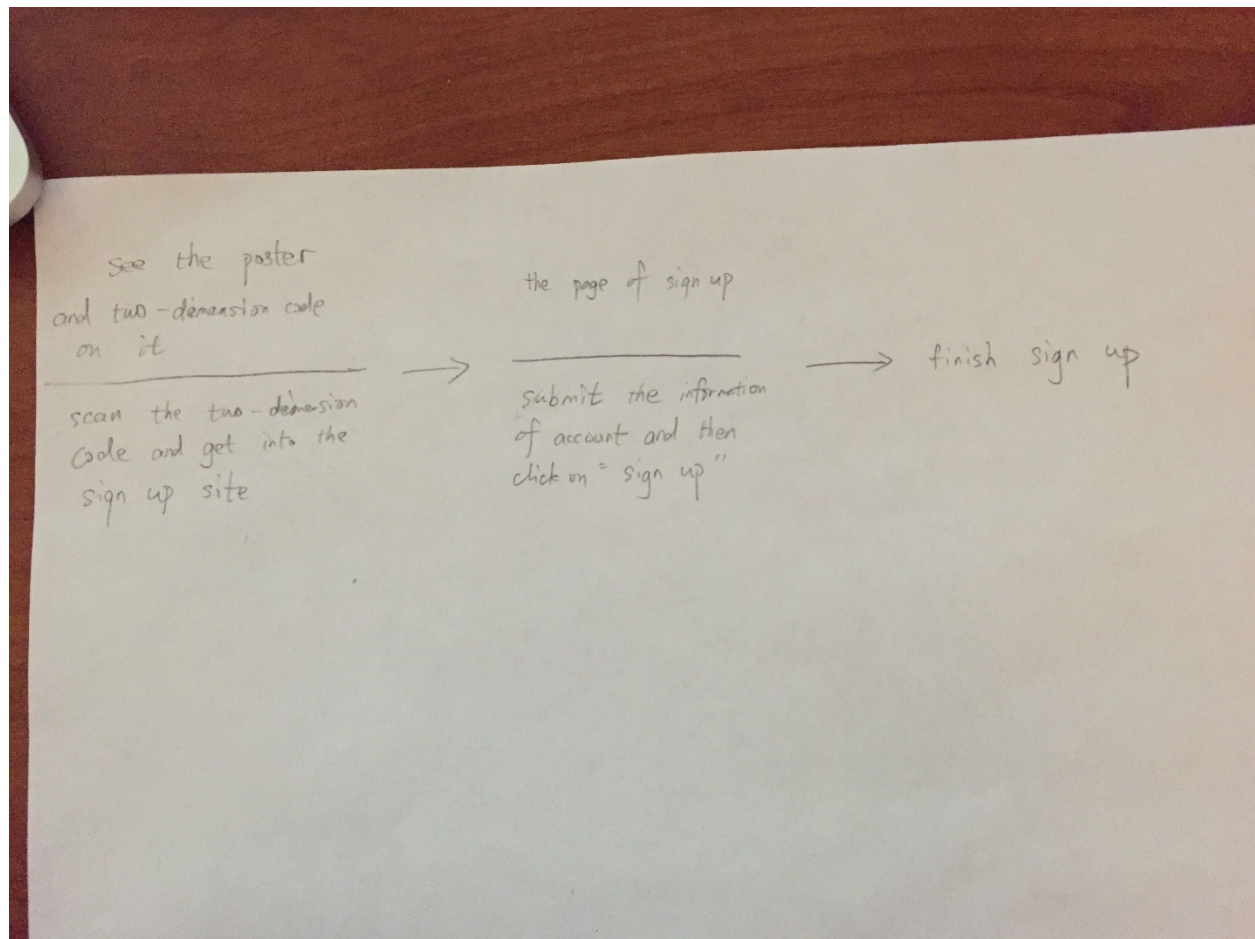 see the poster
and two-demension code
on it
scan the two-demension
code and get into the
sign up site
the page of sign up
submit the information
of account and then
click on "sign up"
finish sign up